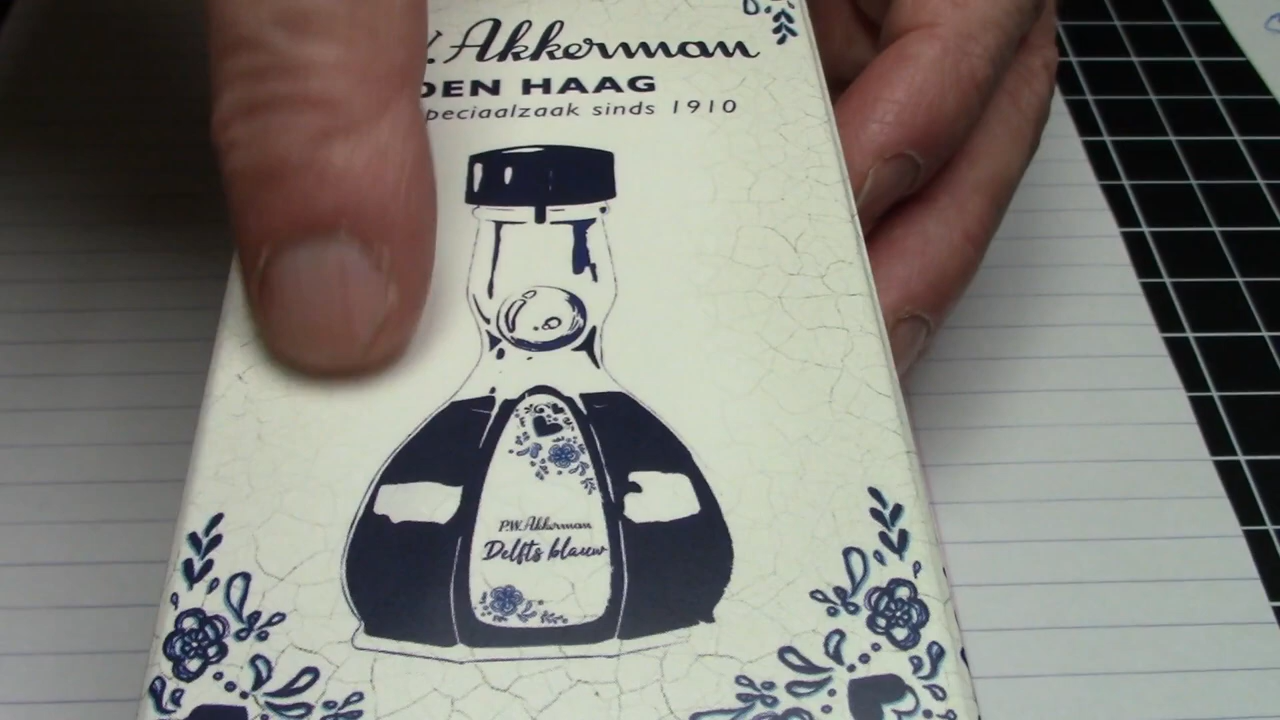 . Akkerman
DEN HAAG
peciaalzaak sinds 1910
P.W. Akkerman
Delfts blauw